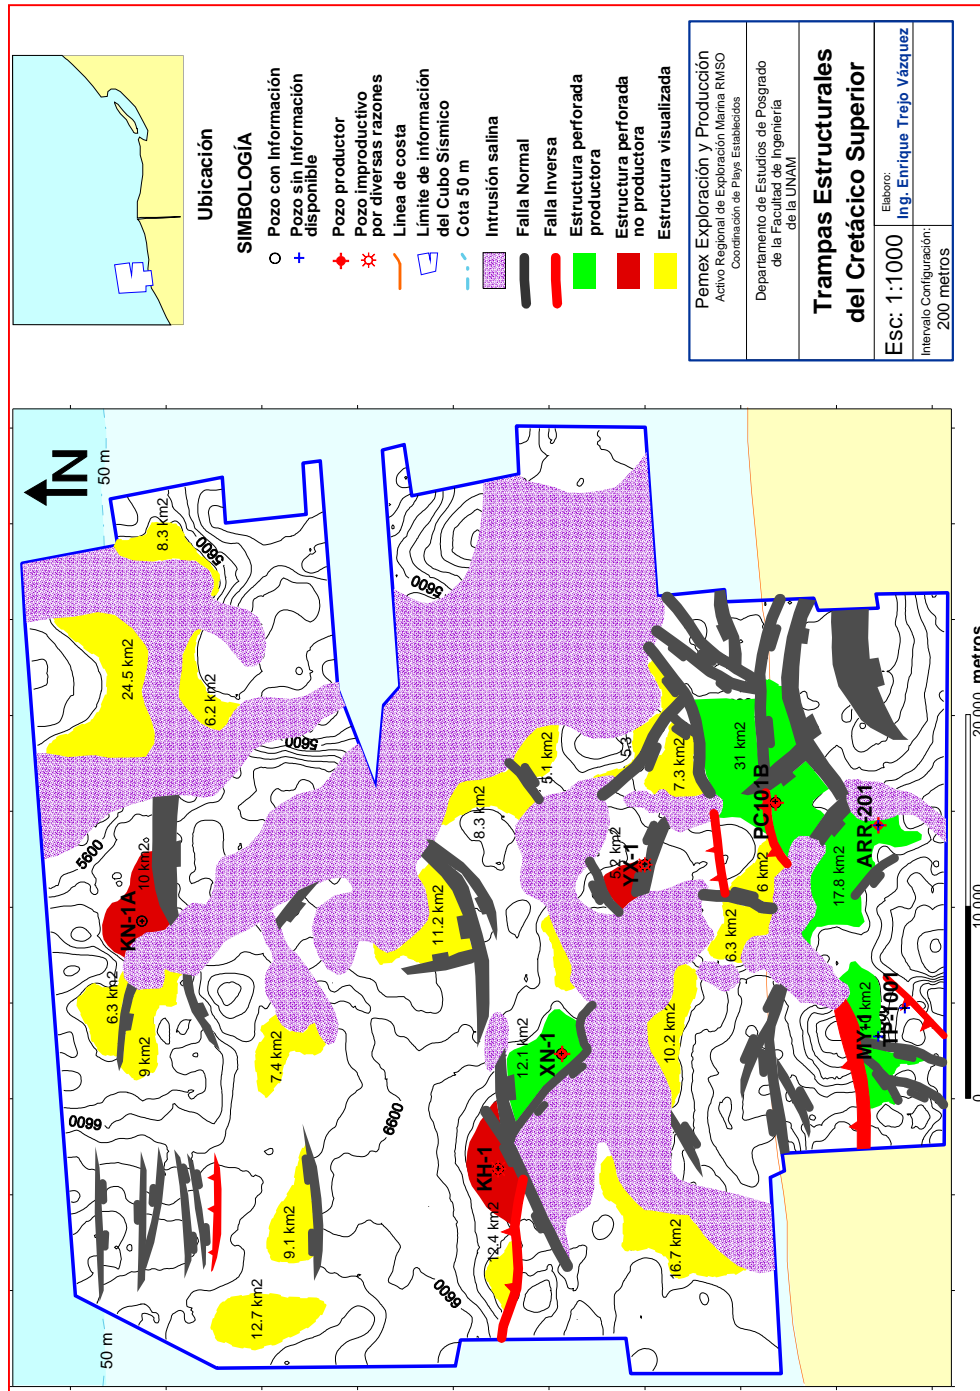 Ubicación
SIMBOLOGÍA
Pozo con Información
Pozo sin Información
disponible
Pozo productor
Pozo improductivo
por diversas razones
Línea de costa
Límite de información
del Cubo Sísmico
Cota 50 m
Intrusión salina
Falla Normal
Falla Inversa
Estructura perforada
productora
Estructura perforada
no productora
Estructura visualizada
Pemex Exploración y Producción
Activo Regional de Exploración Marina RMSO
Coordinación de Plays Establecidos
Departamento de Estudios de Posgrado
de la Facultad de Ingeniería
de la UNAM
Trampas Estructurales
del Cretácico Superior
Esc: 1:1000
Elaboro:
Ing. Enrique Trejo Vázquez
Intervalo Configuración:
200 metros
N
50 m
50 m
8.3 km2
5600
24.5 km2
6.2 km2
5600
5600
5600
10 km2
KN-1A
6.3 km2
9 km2
7.4 km2
6600
6600
9.1 km2
12.7 km2
6600
11.2 km2
8.3 km2
5.1 km2
5.3
7.3 km2
5.2 km2
YX-1
31 km2
PC101B
6 km2
6.3 km2
17.8 km2
ARR-201
12.1 km2
XN-1
KH-1
12.4 km2
10.2 km2
16.7 km2
MY-1
km2
TP-1001
0
10,000
20,000 metros